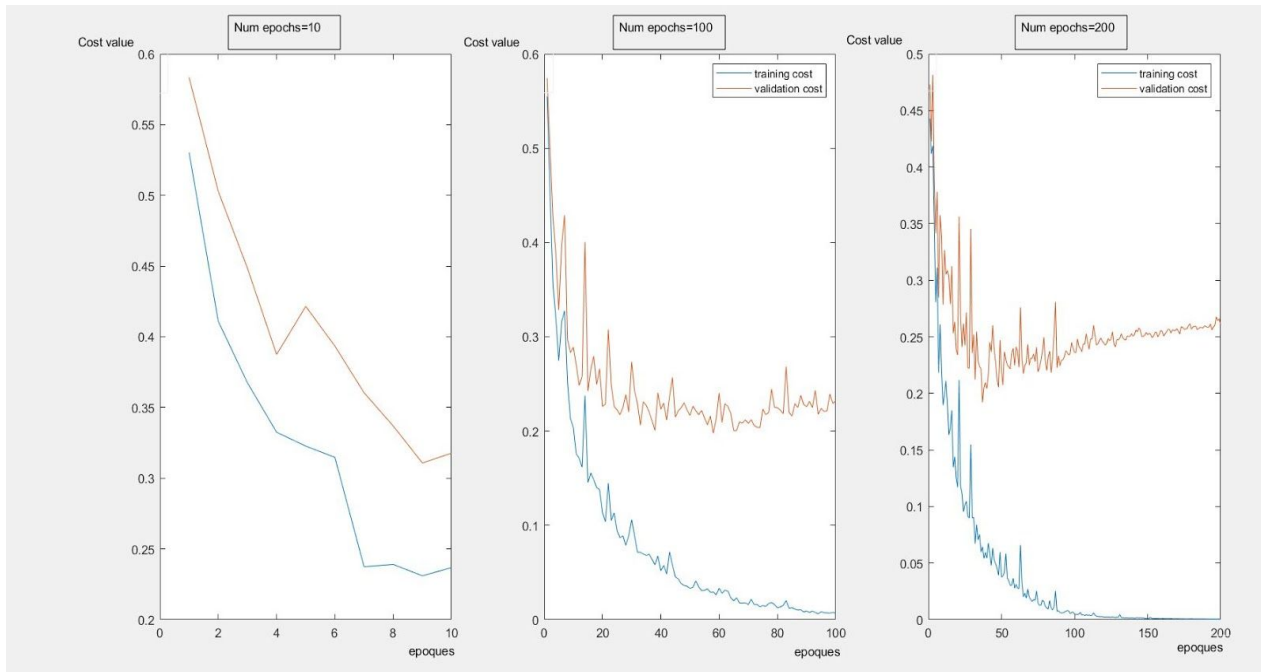 Num epochs=10
Cost value
0.6
0.55
0.5
0.45
0.4
0.35
0.3
0.25
0.2
0 2 4 6 8 10
epoques
Num epochs=100
Cost value
training cost
validation cost
0.6
0.5
0.4
0.3
0.2
0.1
0
0 20 40 60 80 100
epoques
Num epochs=200
Cost value
training cost
validation cost
0.5
0.45
0.4
0.35
0.3
0.25
0.2
0.15
0.1
0.05
0
0 50 100 150 200
epoques